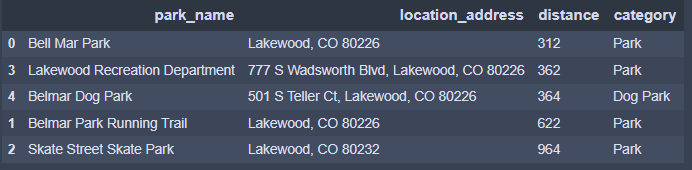 park_name location_address distance category
0 Bell Mar Park Lakewood, CO 80226 312 Park
3 Lakewood Recreation Department 777 S Wadsworth Blvd, Lakewood, CO 80226 362 Park
4 Belmar Dog Park 501 S Teller Ct, Lakewood, CO 80226 364 Dog Park
1 Belmar Park Running Trail Lakewood, CO 80226 622 Park
2 Skate Street Skate Park Lakewood, CO 80232 964 Park